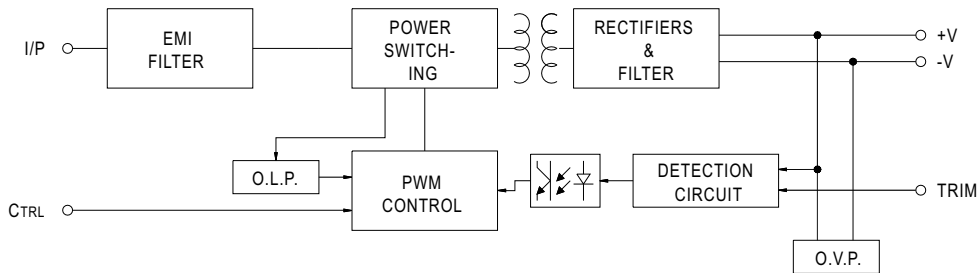 I/P
EMI
FILTER
POWER
SWITCH-
ING
RECTIFIERS
&
FILTER
+V
-V
O.L.P.
PWM
CONTROL
DETECTION
CIRCUIT
TRIM
CTRL
O.V.P.